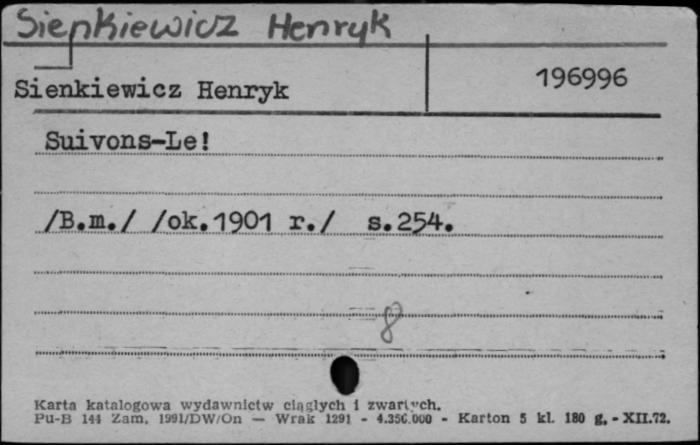 Sienkiewicz Henryk
Sienkiewicz Henryk
196996
Suivons-Le!
/B.m./ /ok.1901 r./ s.254.
8
Karta katalogowa wydawnictw ciągłych i zwartych.
Pu-B 144 Zam. 1991/DW/On — Wrak 1291 - 4.350.000 - Karton 5 kl. 180 g. - XII.72.